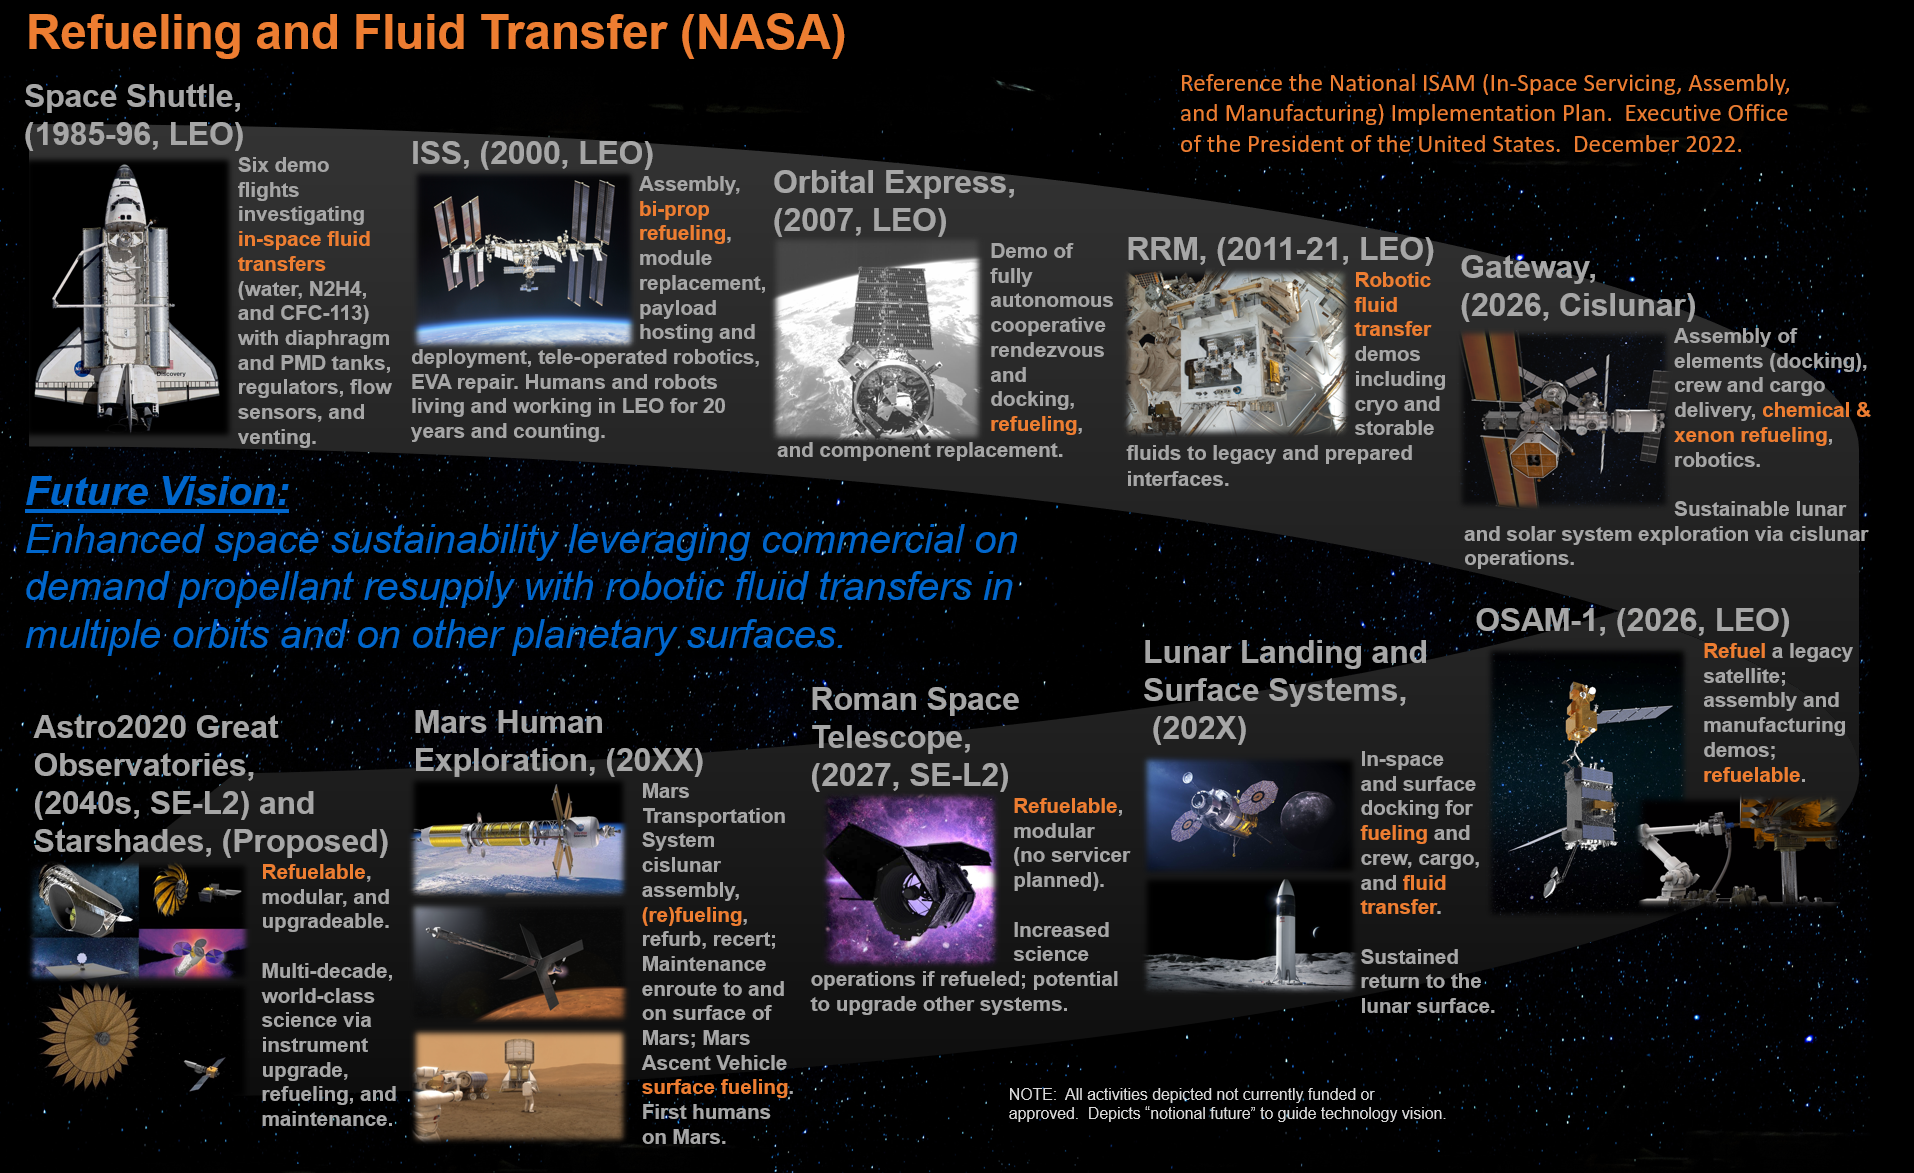 Refueling and Fluid Transfer (NASA)
Reference the National ISAM (In-Space Servicing, Assembly,
and Manufacturing) Implementation Plan.  Executive Office
of the President of the United States.  December 2022.
Space Shuttle,
(1985-96, LEO)
Six demo
flights
investigating
in-space fluid
transfers
(water, N2H4,
and CFC-113)
with diaphragm
and PMD tanks,
regulators, flow
sensors, and
venting.
Discovery
ISS, (2000, LEO)
Assembly,
bi-prop
refueling,
module
replacement,
payload
hosting and
deployment, tele-operated robotics,
EVA repair. Humans and robots
living and working in LEO for 20
years and counting.
Orbital Express,
(2007, LEO)
Demo of
fully
autonomous
cooperative
rendezvous
and
docking,
refueling,
and component replacement.
RRM, (2011-21, LEO)
Robotic
fluid
transfer
demos
including
cryo and
storable
fluids to legacy and prepared
interfaces.
Gateway,
(2026, Cislunar)
Assembly of
elements (docking),
crew and cargo
delivery, chemical &
xenon refueling,
robotics.
Sustainable lunar
and solar system exploration via cislunar
operations.
Future Vision:
Enhanced space sustainability leveraging commercial on
demand propellant resupply with robotic fluid transfers in
multiple orbits and on other planetary surfaces.
OSAM-1, (2026, LEO)
Refuel a legacy
satellite;
assembly and
manufacturing
demos;
refuelable.
Lunar Landing and
Surface Systems,
(202X)
In-space
and surface
docking for
fueling and
crew, cargo,
and fluid
transfer.
Sustained
return to the
lunar surface.
Roman Space
Telescope,
(2027, SE-L2)
Refuelable,
modular
(no servicer
planned).
Increased
science
operations if refueled; potential
to upgrade other systems.
Mars Human
Exploration, (20XX)
Mars
Transportation
System
cislunar
assembly,
(re)fueling,
refurb, recert;
Maintenance
enroute to and
on surface of
Mars; Mars
Ascent Vehicle
surface fueling.
First humans
on Mars.
Astro2020 Great
Observatories,
(2040s, SE-L2) and
Starshades, (Proposed)
Refuelable,
modular, and
upgradeable.
Multi-decade,
world-class
science via
instrument
upgrade,
refueling, and
maintenance.
NOTE:  All activities depicted not currently funded or
approved.  Depicts “notional future” to guide technology vision.